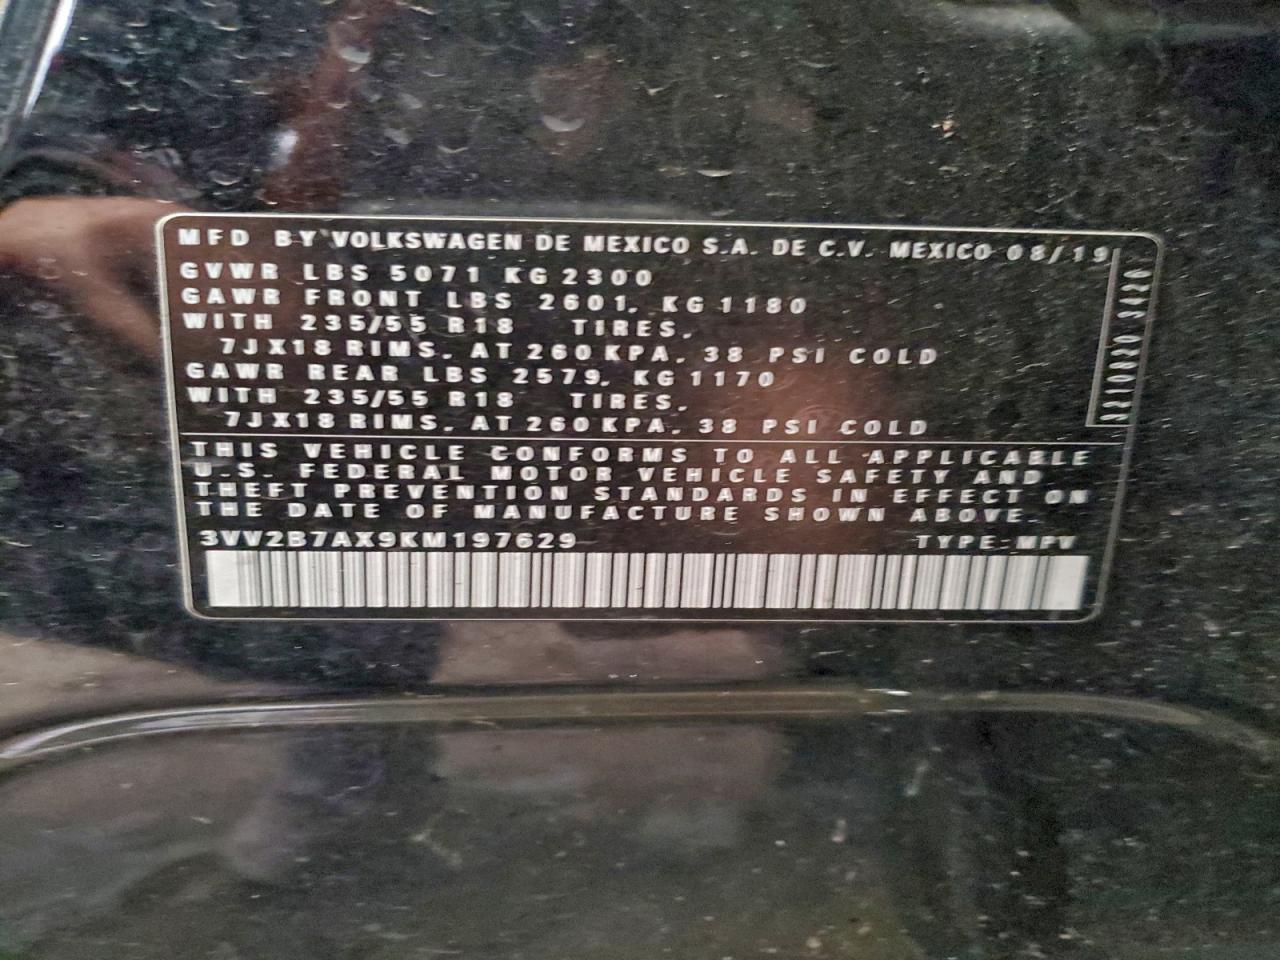 MFD BY VOLKSWAGEN DE MEXICO S.A. DE C.V. MEXICO 08/19
GVWR LBS 5071 KG 2300
GAWR FRONT LBS 2601, KG 1180
WITH 235/55 R18 TIRES,
7JX18 RIMS, AT 260 KPA, 38 PSI COLD
GAWR REAR LBS 2579, KG 1170
WITH 235/55 R18 TIRES,
7JX18 RIMS, AT 260 KPA, 38 PSI COLD
THIS VEHICLE CONFORMS TO ALL APPLICABLE
U.S. FEDERAL MOTOR VEHICLE SAFETY AND
THEFT PREVENTION STANDARDS IN EFFECT ON
THE DATE OF MANUFACTURE SHOWN ABOVE.
3VV2B7AX9KM197629 TYPE:MPV